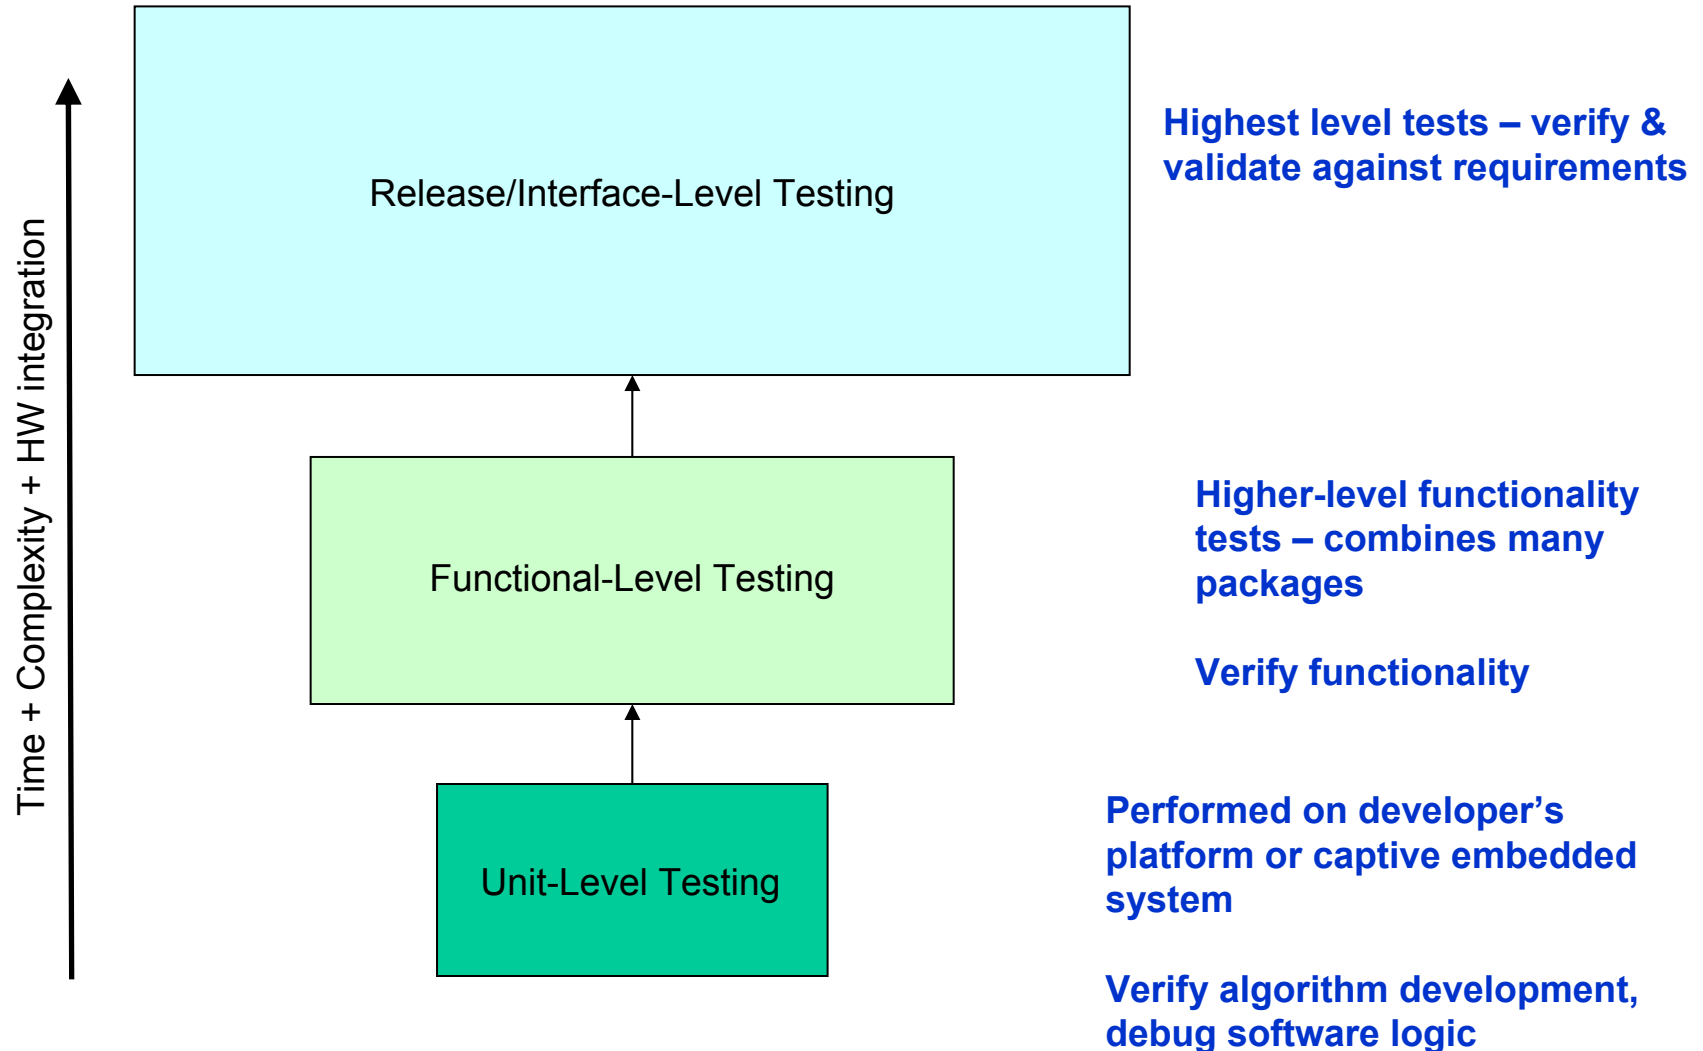 Highest level tests – verify &
validate against requirements
Release/Interface-Level Testing
Time + Complexity + HW integration
Higher-level functionality
tests – combines many
packages
Functional-Level Testing
Verify functionality
Performed on developer’s
platform or captive embedded
system
Unit-Level Testing
Verify algorithm development,
debug software logic